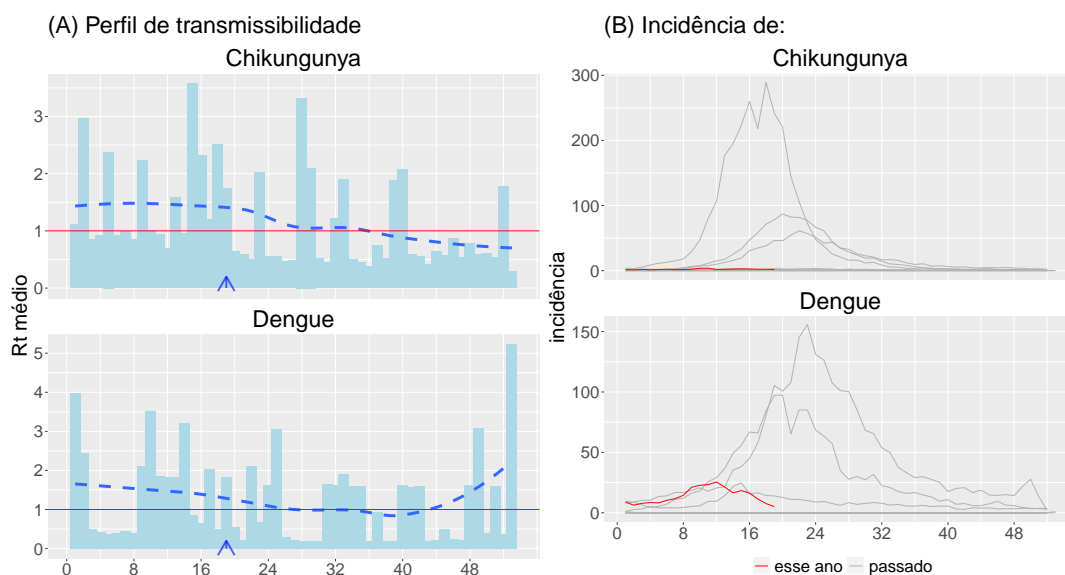 (A) Perfil de transmissibilidade
Chikungunya
3
2
1
0
Dengue
5
4
3
2
1
0
0 8 16 24 32 40 48
Rt médio
(B) Incidência de:
Chikungunya
300
200
100
0
Dengue
150
100
50
0
0 8 16 24 32 40 48
incidência
esse ano passado